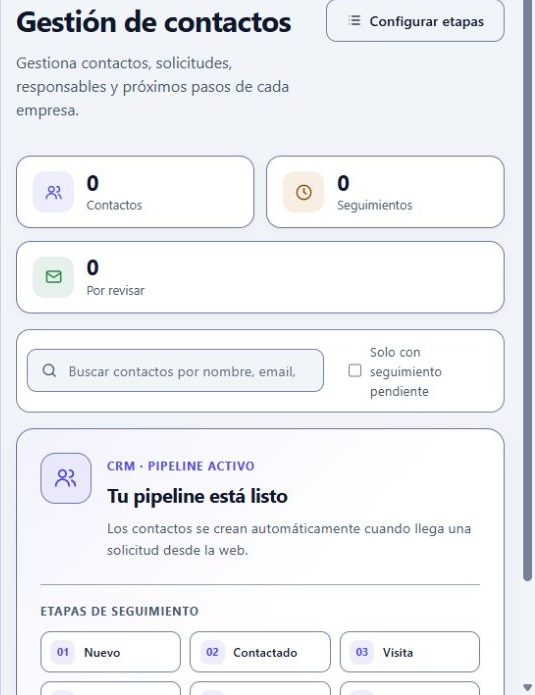 Gestión de contactos
Configurar etapas
Gestiona contactos, solicitudes,
responsables y próximos pasos de cada
empresa.
0
Contactos
0
Seguimientos
0
Por revisar
Buscar contactos por nombre, email,
Solo con
seguimiento
pendiente
CRM · PIPELINE ACTIVO
Tu pipeline está listo
Los contactos se crean automáticamente cuando llega una
solicitud desde la web.
ETAPAS DE SEGUIMIENTO
01 Nuevo
02 Contactado
03 Visita